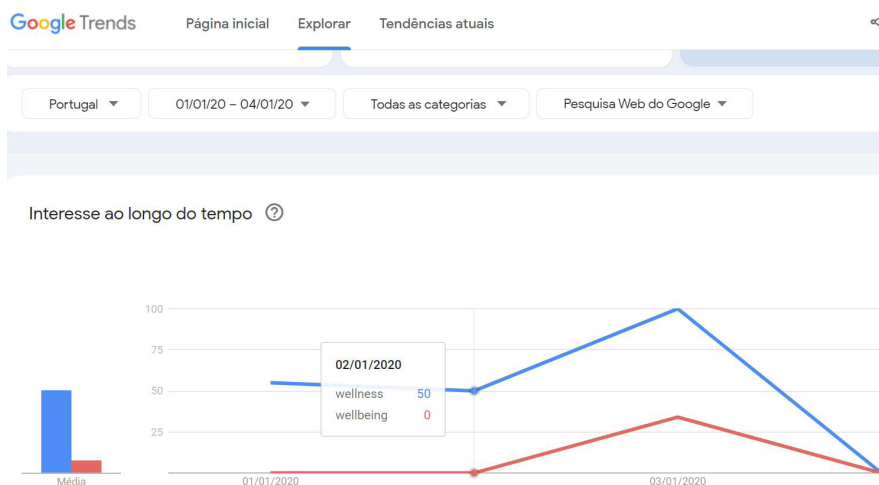 Google Trends Página inicial Explorar Tendências atuais
Portugal 01/01/20 – 04/01/20 Todas as categorias Pesquisa Web do Google
Interesse ao longo do tempo ?
100
75
50
25
02/01/2020
wellness 50
wellbeing 0
Média 01/01/2020 03/01/2020